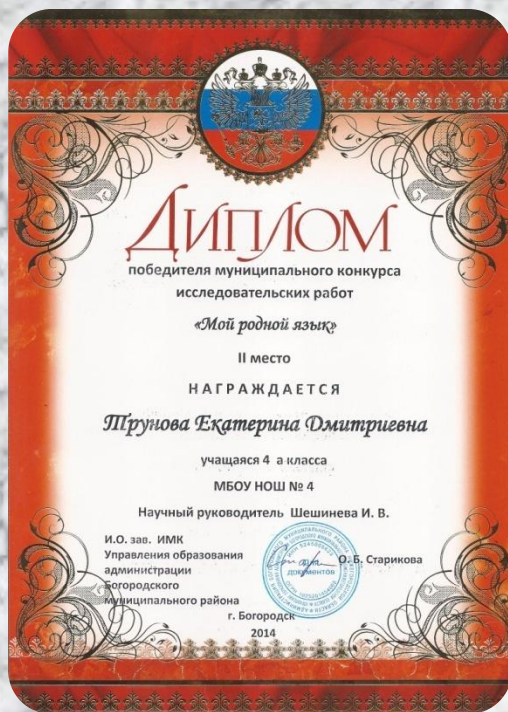 ДИПЛОМ
победителя муниципального конкурса
исследовательских работ
«Мой родной язык»
II место
НАГРАЖДАЕТСЯ
Трунова Екатерина Дмитриевна
учащаяся 4 а класса
МБОУ НОШ № 4
Научный руководитель Шешинева И. В.
И.О. зав. ИМК
Управления образования
администрации
Богородского
муниципального района
О. Б. Старикова
документов
г. Богородск
2014